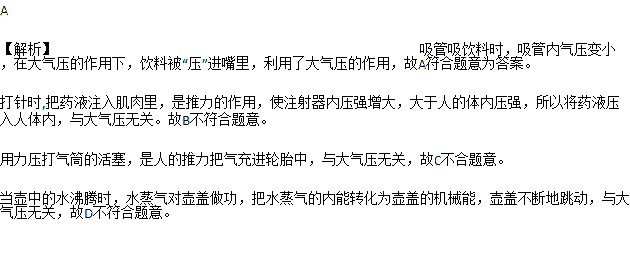 A
【解析】 吸管吸饮料时，吸管内气压变小
，在大气压的作用下，饮料被“压”进嘴里，利用了大气压的作用，故A符合题意为答案。
打针时,把药液注入肌肉里，是推力的作用，使注射器内压强增大，大于人的体内压强，所以将药液压
入人体内，与大气压无关。故B不符合题意。
用力压打气筒的活塞，是人的推力把气充进轮胎中，与大气压无关，故C不合题意。
当壶中的水沸腾时，水蒸气对壶盖做功，把水蒸气的内能转化为壶盖的机械能，壶盖不断地跳动，与大
气压无关，故D不符合题意。